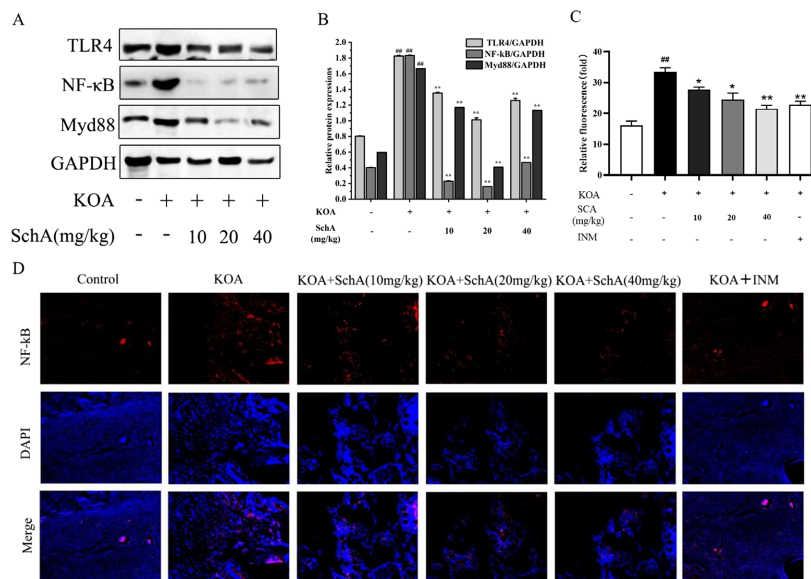 A
TLR4
NF-κB
Myd88
GAPDH
KOA - + + + +
SchA(mg/kg) - - 10 20 40
B
Relative protein expressions
2.0
1.8
1.6
1.4
1.2
1.0
0.8
0.6
0.4
0.2
0.0
TLR4/GAPDH
NF-kB/GAPDH
Myd88/GAPDH
## ## ##
** ** **
** ** **
** ** **
KOA - + + + +
SchA
(mg/kg) - - 10 20 40
C
Relative fluorescence (fold)
40
30
20
10
0
## * * ** **
KOA - + + + + +
SCA
(mg/kg) - - 10 20 40 -
INM - - - - - +
D
Control KOA KOA+SchA(10mg/kg) KOA+SchA(20mg/kg) KOA+SchA(40mg/kg) KOA+INM
NF-kB
DAPI
Merge